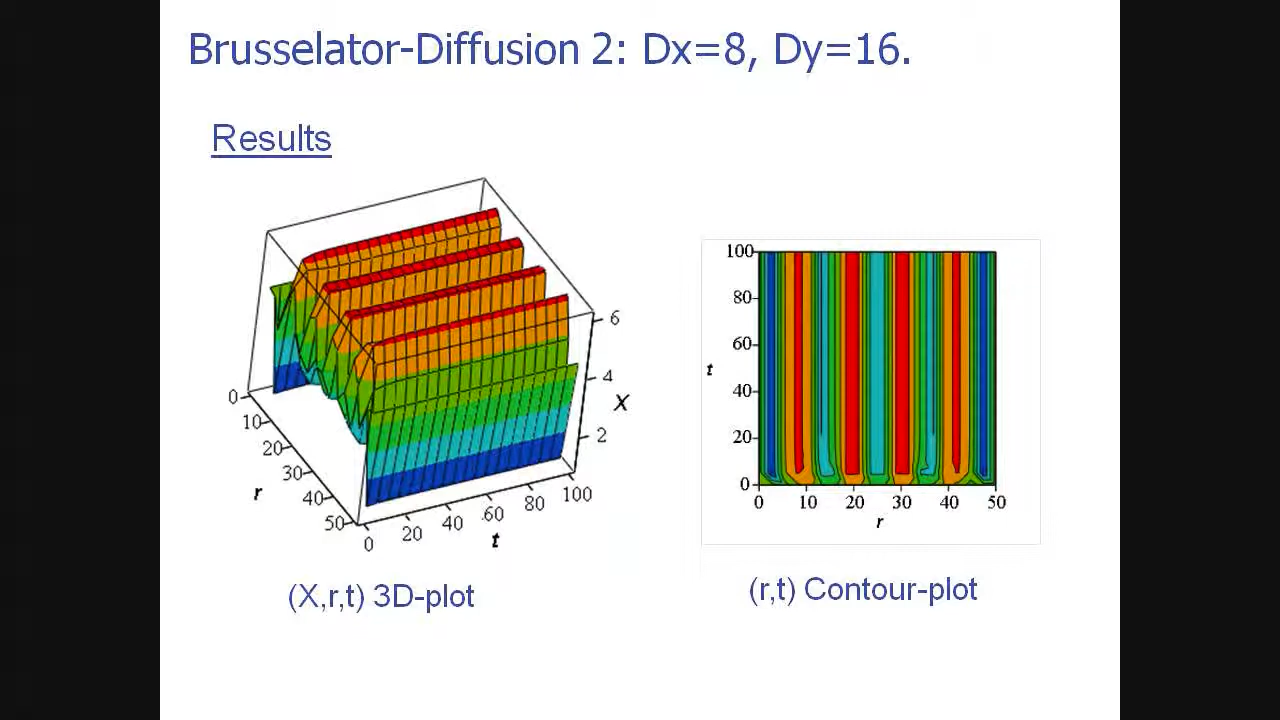 Brusselator-Diffusion 2: Dx=8, Dy=16.
Results
6
4
X
2
0
10
20
30
40
50
r
0
20
40
60
80
100
t
(X,r,t) 3D-plot
100
80
60
t
40
20
0
0 10 20 30 40 50
r
(r,t) Contour-plot